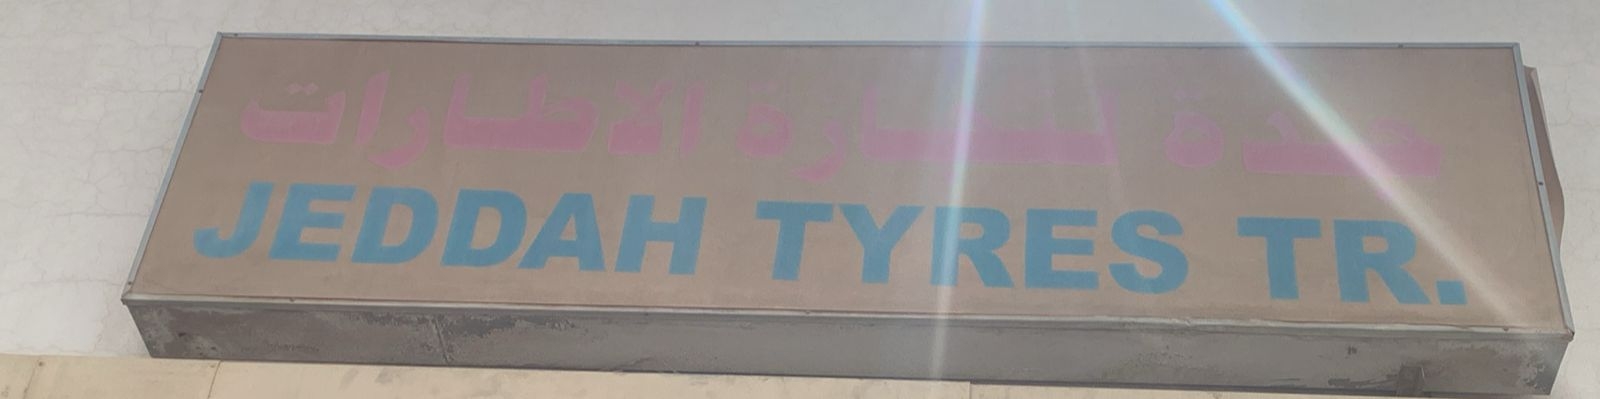 جدة لتجارة الاطارات
JEDDAH TYRES TR.